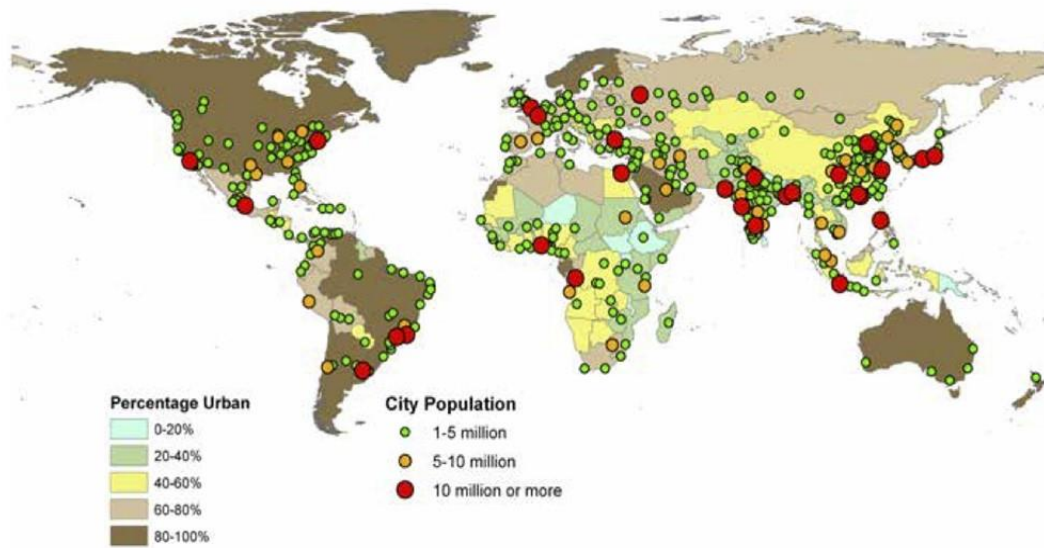 Percentage Urban
0-20%
20-40%
40-60%
60-80%
80-100%
City Population
1-5 million
5-10 million
10 million or more